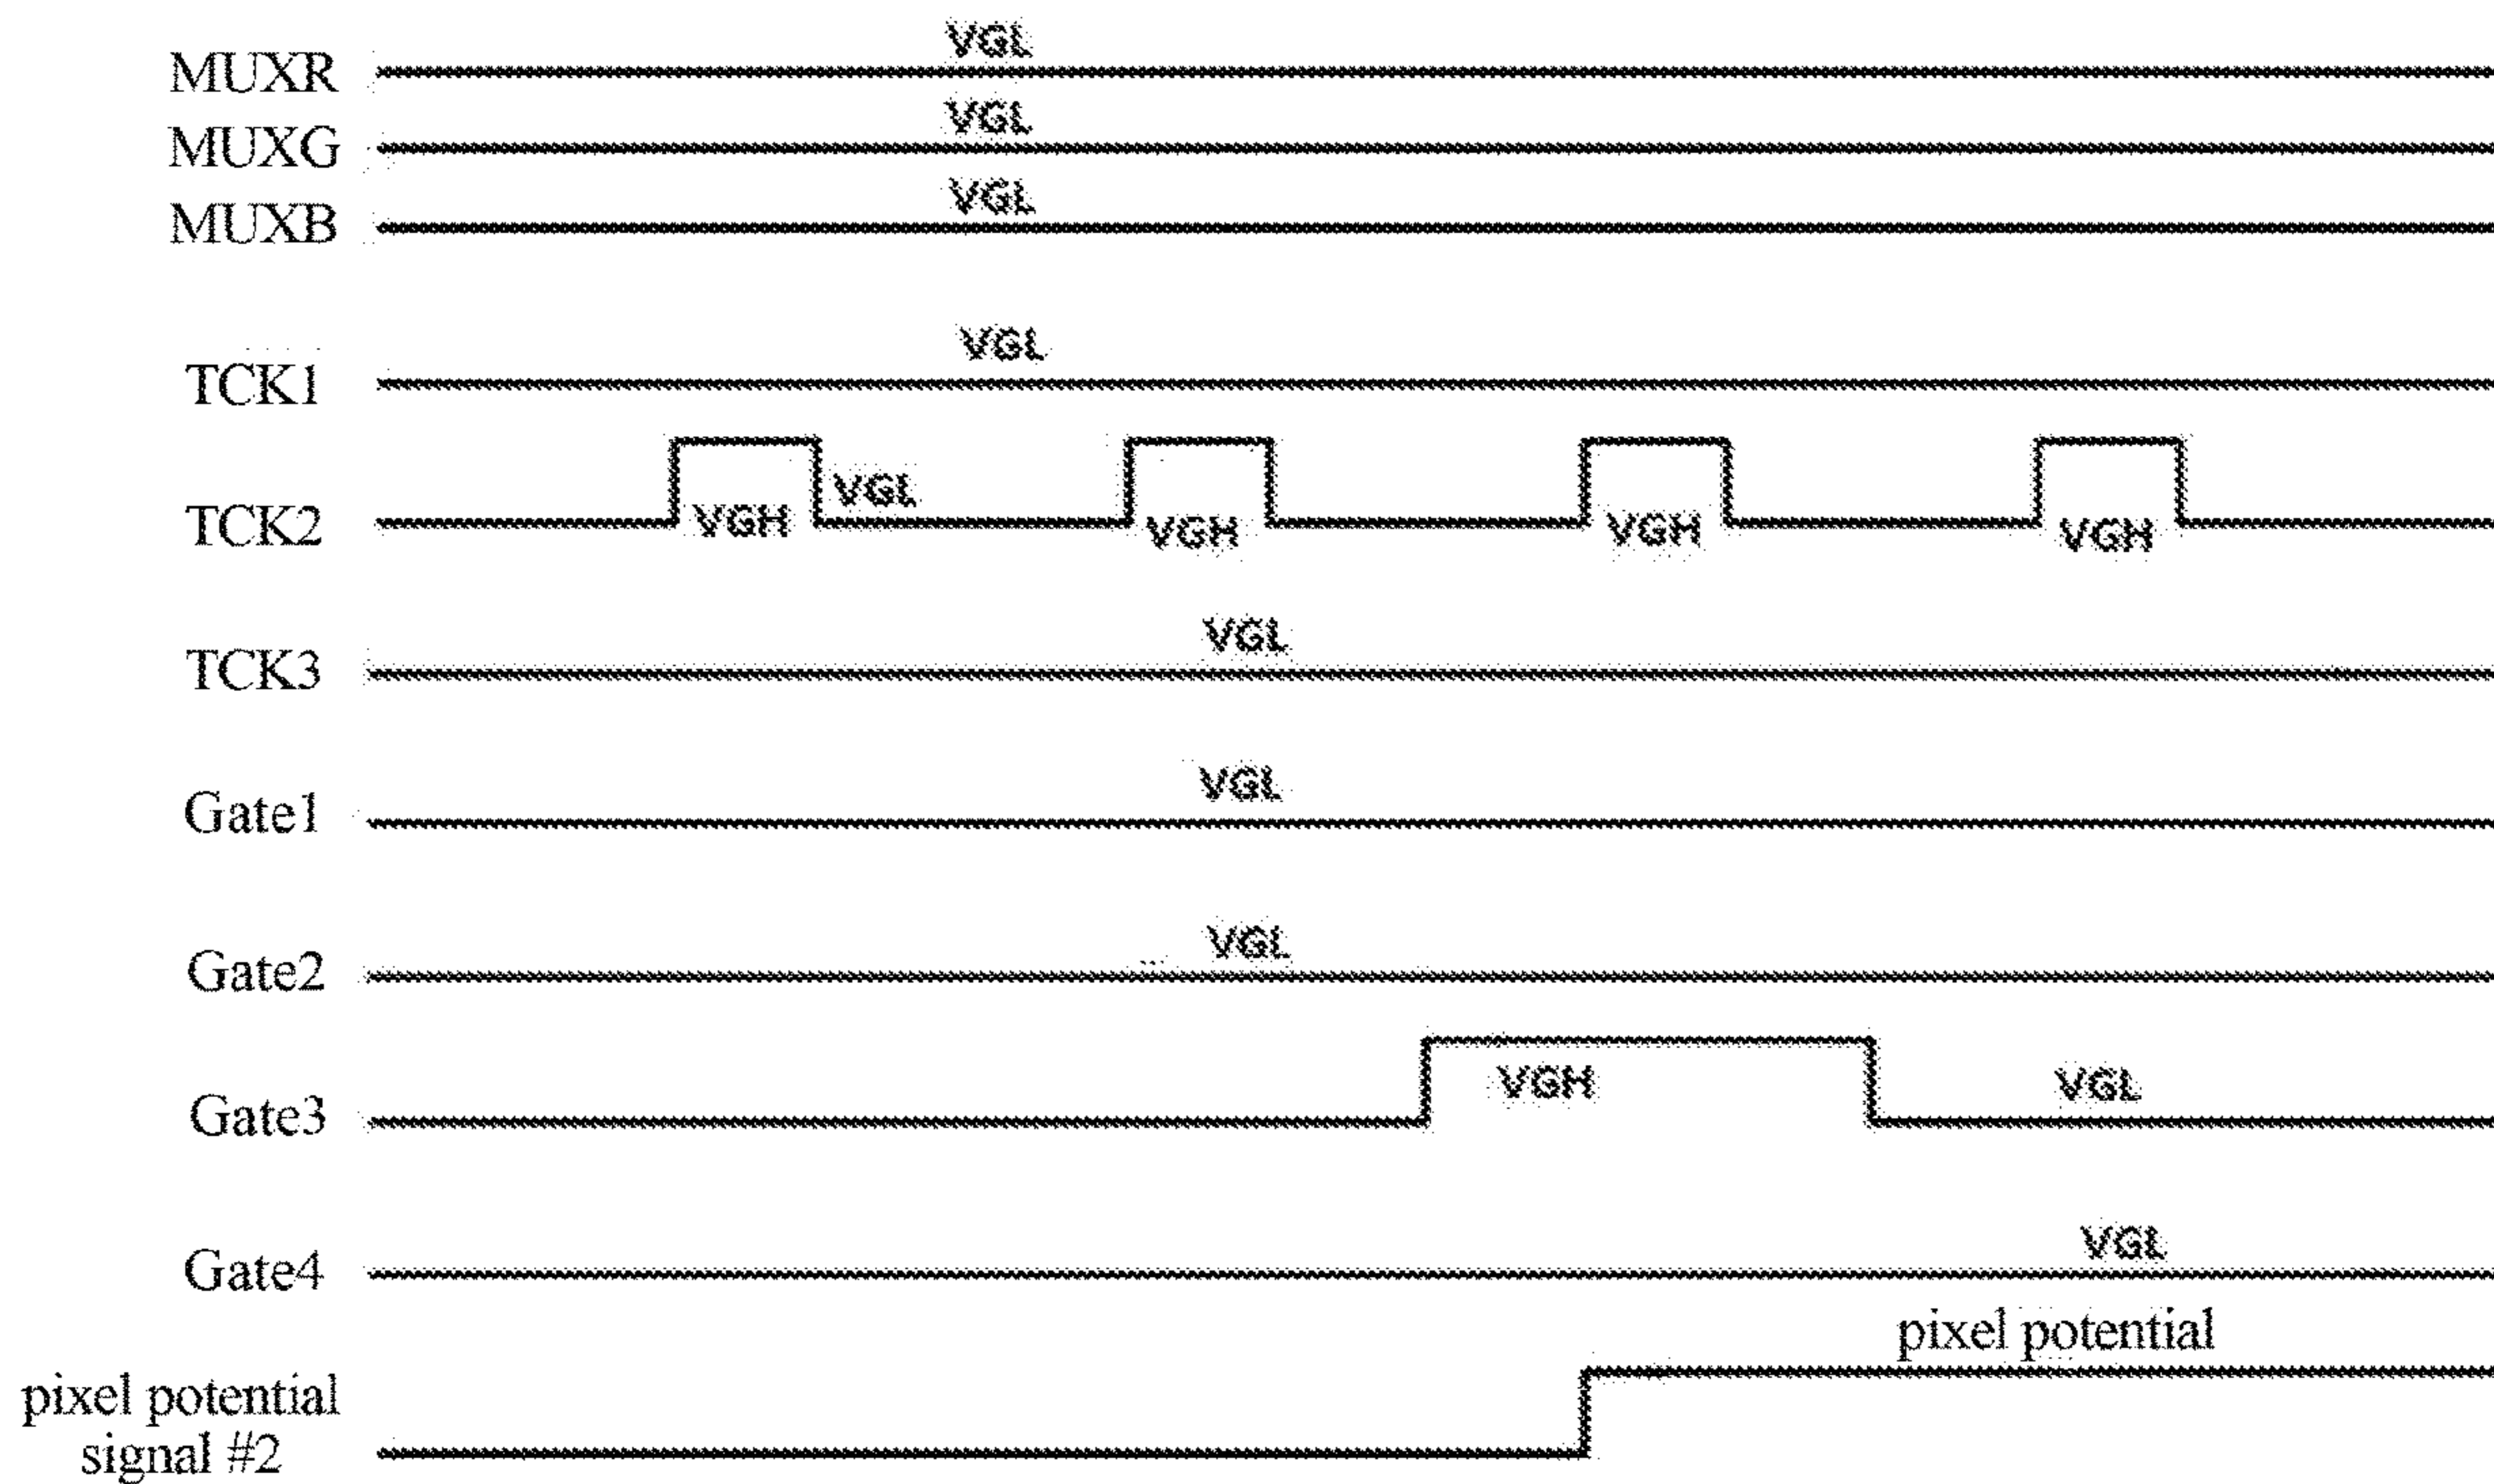 VGL
MUXR
VGL
MUXG
VGL
MUXB
VGL
TCK1
VGL
TCK2 VGH VGH VGH VGH
VGL
TCK3
VGL
Gate1
VGL
Gate2
VGH VGL
Gate3
VGL
Gate4
pixel potential
pixel potential
signal #2